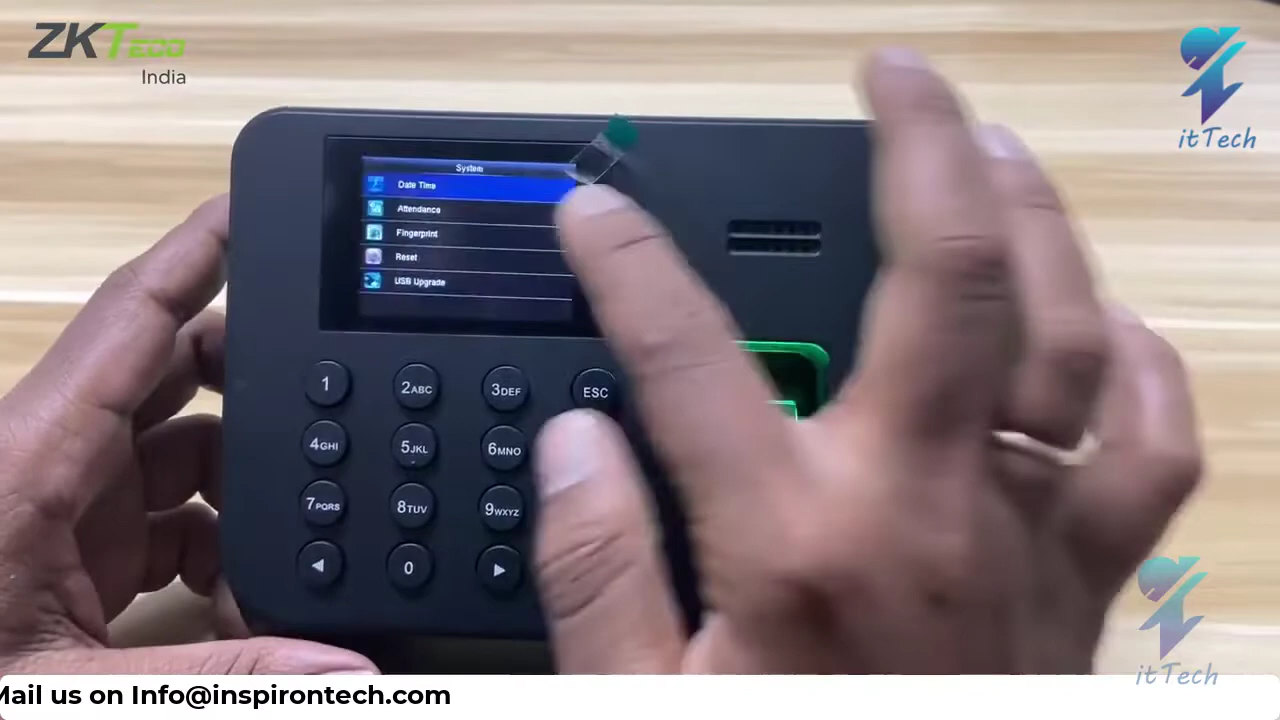 ZKTeco
India
itTech
System
Date Time
Attendance
Fingerprint
Reset
USB Upgrade
1
2ABC
3DEF
ESC
4GHI
5JKL
6MNO
7PQRS
8TUV
9WXYZ
◀
0
▶
itTech
Mail us on Info@inspirontech.com